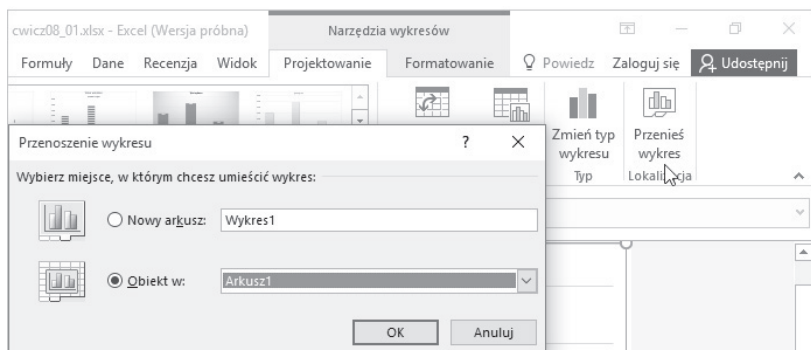 cwicz08_01.xlsx - Excel (Wersja próbna) Narzędzia wykresów
Formuły Dane Recenzja Widok Projektowanie Formatowanie Powiedz Zaloguj się Udostępnij
Zmień typ wykresu
Przenieś wykres
Typ Lokalizacja
Przenoszenie wykresu ?
Wybierz miejsce, w którym chcesz umieścić wykres:
Nowy arkusz: Wykres1
Obiekt w: Arkusz1
OK Anuluj